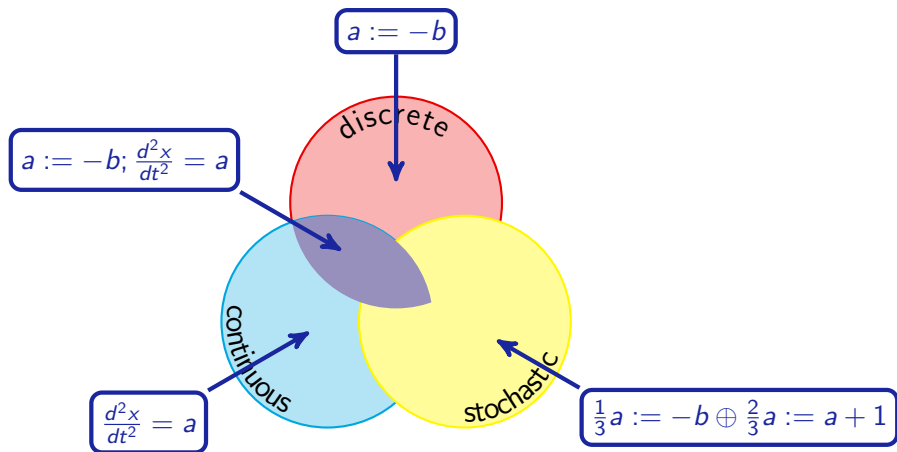 a := −b
discrete
a := −b; d²x/dt² = a
continuous
stochastic
d²x/dt² = a
1/3 a := −b ⊕ 2/3 a := a + 1